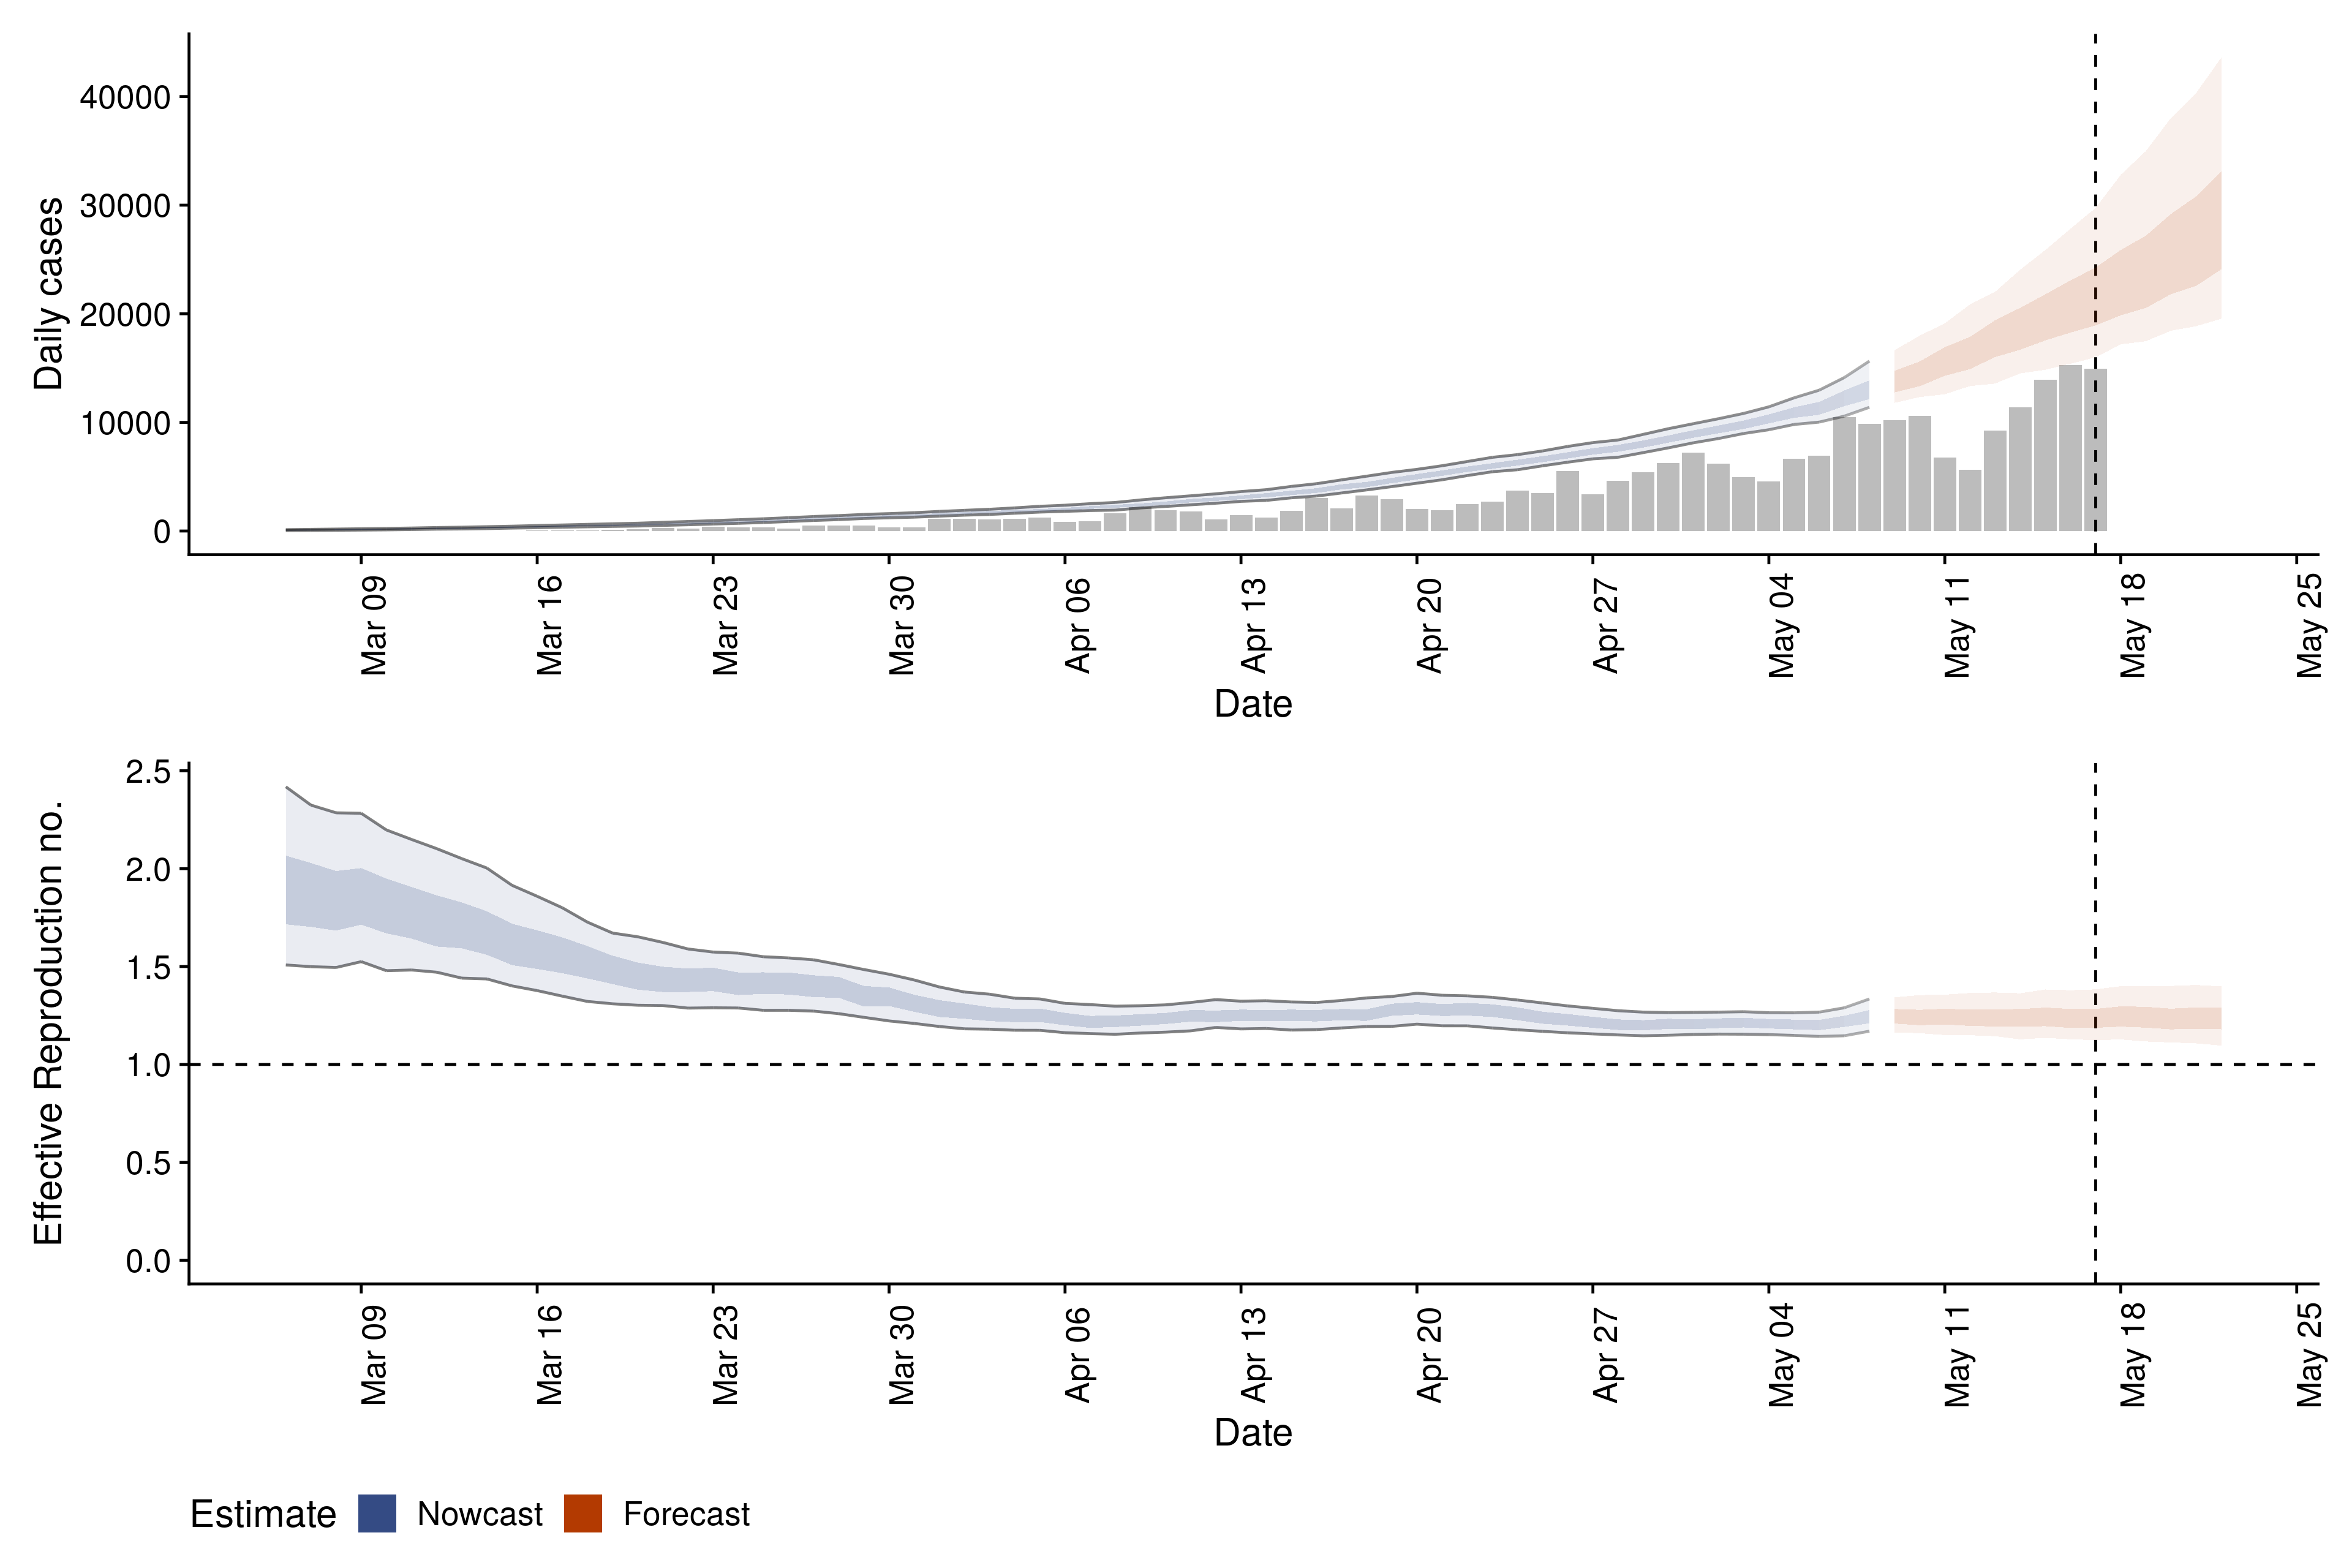 Daily cases
40000
30000
20000
10000
0
Mar 09
Mar 16
Mar 23
Mar 30
Apr 06
Apr 13
Apr 20
Apr 27
May 04
May 11
May 18
May 25
Date
Effective Reproduction no.
2.5
2.0
1.5
1.0
0.5
0.0
Mar 09
Mar 16
Mar 23
Mar 30
Apr 06
Apr 13
Apr 20
Apr 27
May 04
May 11
May 18
May 25
Date
Estimate Nowcast Forecast